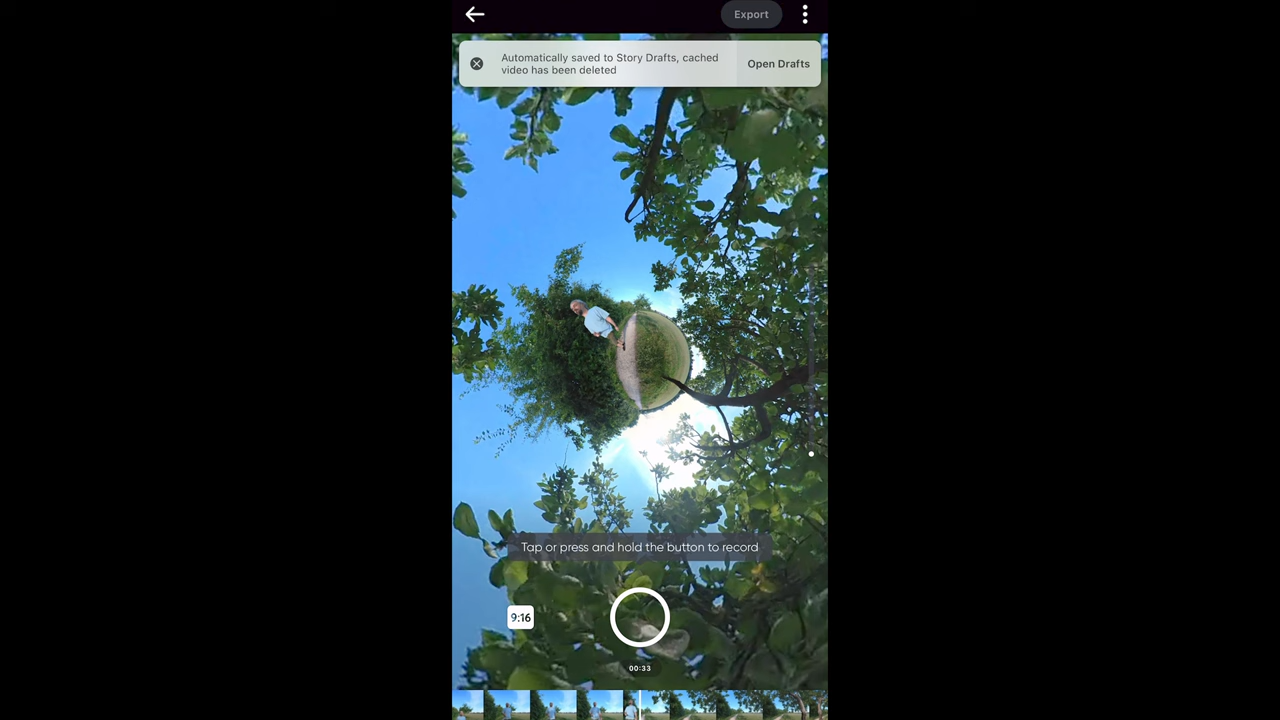 Export
Automatically saved to Story Drafts, cached
video has been deleted
Open Drafts
Tap or press and hold the button to record
9:16
00:33